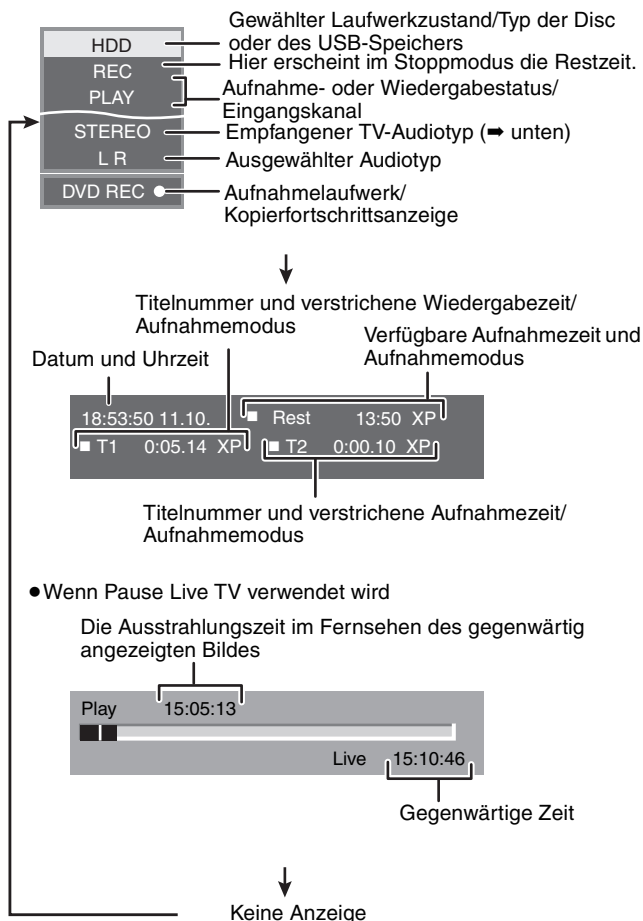 HDD
Gewählter Laufwerkzustand/Typ der Disc
oder des USB-Speichers
REC
Hier erscheint im Stoppmodus die Restzeit.
PLAY
Aufnahme- oder Wiedergabestatus/
Eingangskanal
STEREO
Empfangener TV-Audiotyp (➡ unten)
L R
Ausgewählter Audiotyp
DVD REC ●
Aufnahmelaufwerk/
Kopierfortschrittsanzeige
Titelnummer und verstrichene Wiedergabezeit/
Aufnahmemodus
Verfügbare Aufnahmezeit und
Aufnahmemodus
Datum und Uhrzeit
18:53:50 11.10. ■ Rest 13:50 XP
■ T1 0:05.14 XP ■ T2 0:00.10 XP
Titelnummer und verstrichene Aufnahmezeit/
Aufnahmemodus
●Wenn Pause Live TV verwendet wird
Die Ausstrahlungszeit im Fernsehen des gegenwärtig
angezeigten Bildes
Play 15:05:13
Live 15:10:46
Gegenwärtige Zeit
Keine Anzeige